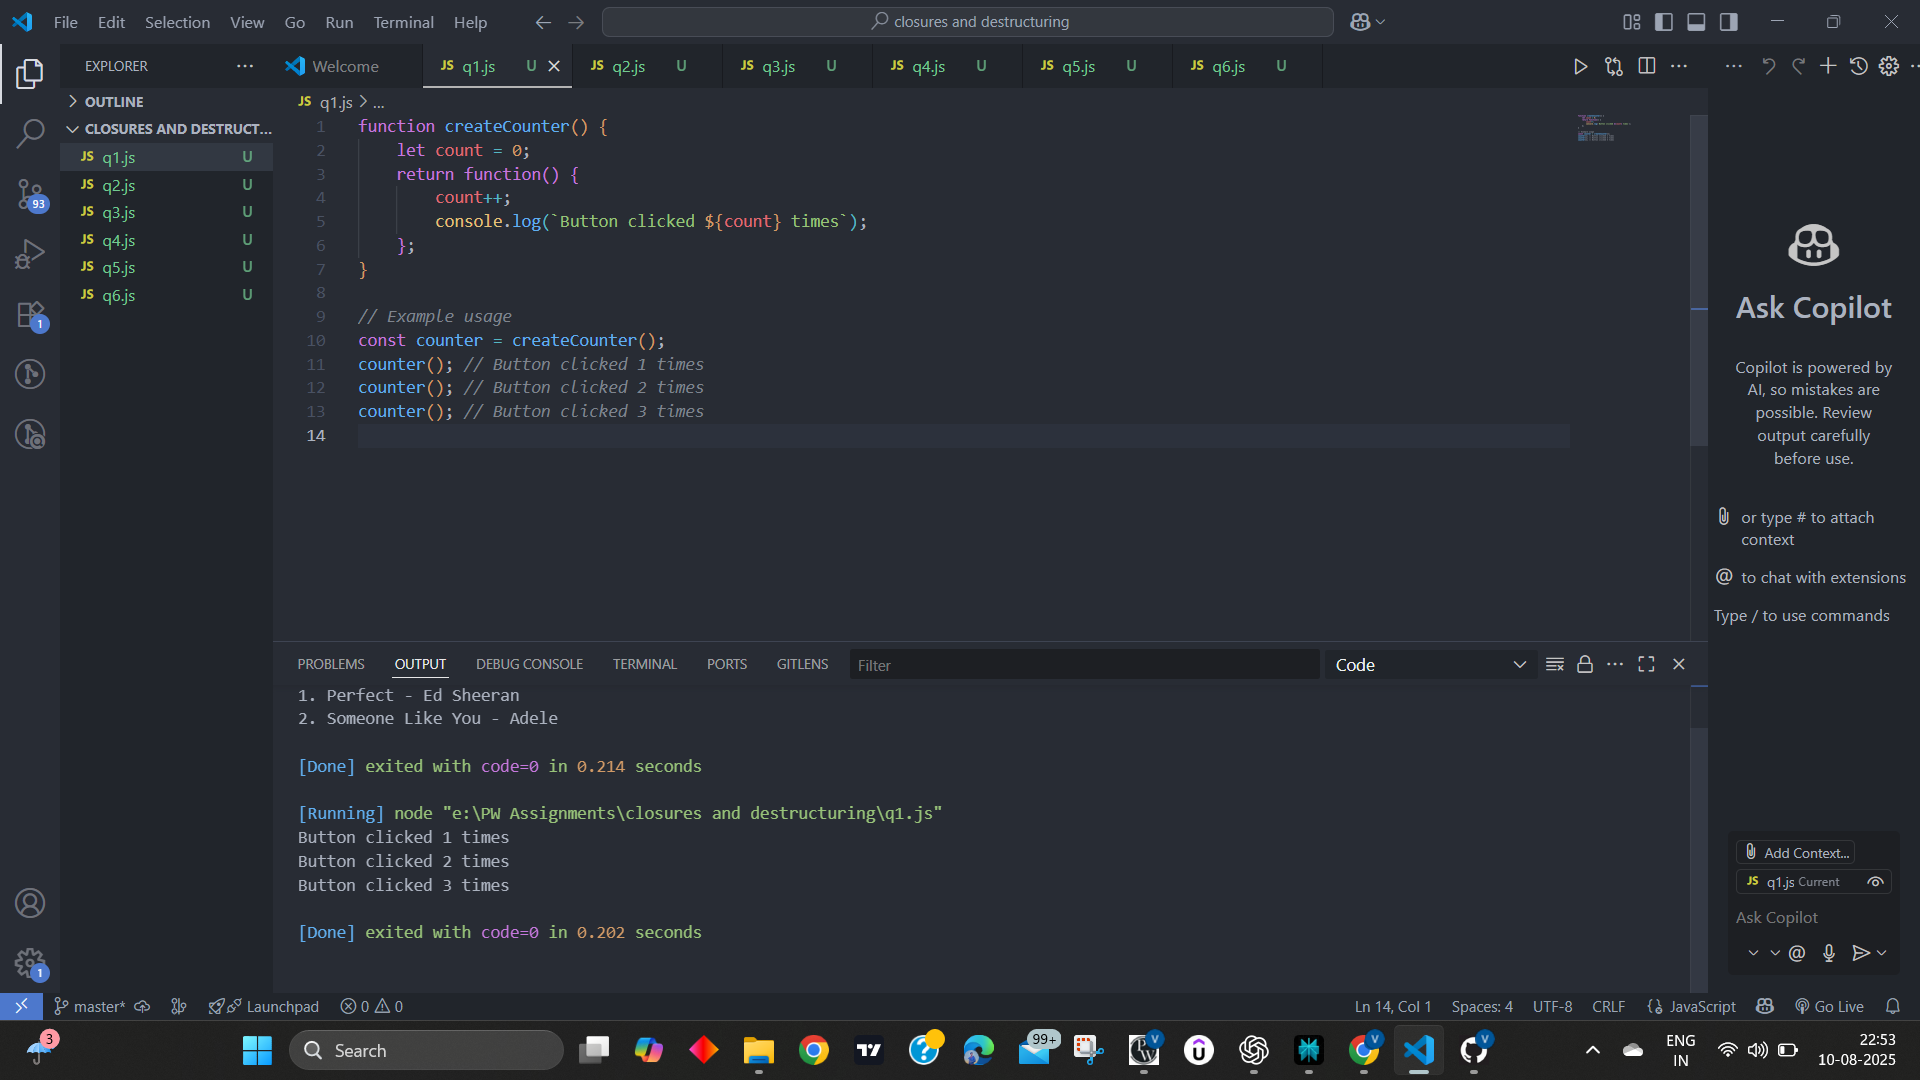 File Edit Selection View Go Run Terminal Help
closures and destructuring
EXPLORER
Welcome
JS q1.js U
JS q2.js U
JS q3.js U
JS q4.js U
JS q5.js U
JS q6.js U
OUTLINE
CLOSURES AND DESTRUCT...
JS q1.js U
JS q2.js U
JS q3.js U
JS q4.js U
JS q5.js U
JS q6.js U
93
1
1
JS q1.js > ...
1 function createCounter() {
2 let count = 0;
3 return function() {
4 count++;
5 console.log(`Button clicked ${count} times`);
6 };
7 }
8
9 // Example usage
10 const counter = createCounter();
11 counter(); // Button clicked 1 times
12 counter(); // Button clicked 2 times
13 counter(); // Button clicked 3 times
14
PROBLEMS OUTPUT DEBUG CONSOLE TERMINAL PORTS GITLENS Filter Code
1. Perfect - Ed Sheeran
2. Someone Like You - Adele
[Done] exited with code=0 in 0.214 seconds
[Running] node "e:\PW Assignments\closures and destructuring\q1.js"
Button clicked 1 times
Button clicked 2 times
Button clicked 3 times
[Done] exited with code=0 in 0.202 seconds
Ask Copilot
Copilot is powered by
AI, so mistakes are
possible. Review
output carefully
before use.
or type # to attach
context
@ to chat with extensions
Type / to use commands
Add Context...
JS q1.js Current
Ask Copilot
@
master* Launchpad 0 0
Ln 14, Col 1 Spaces: 4 UTF-8 CRLF {} JavaScript Go Live
3
Search
99+
V
V
V
ENG
IN
22:53
10-08-2025